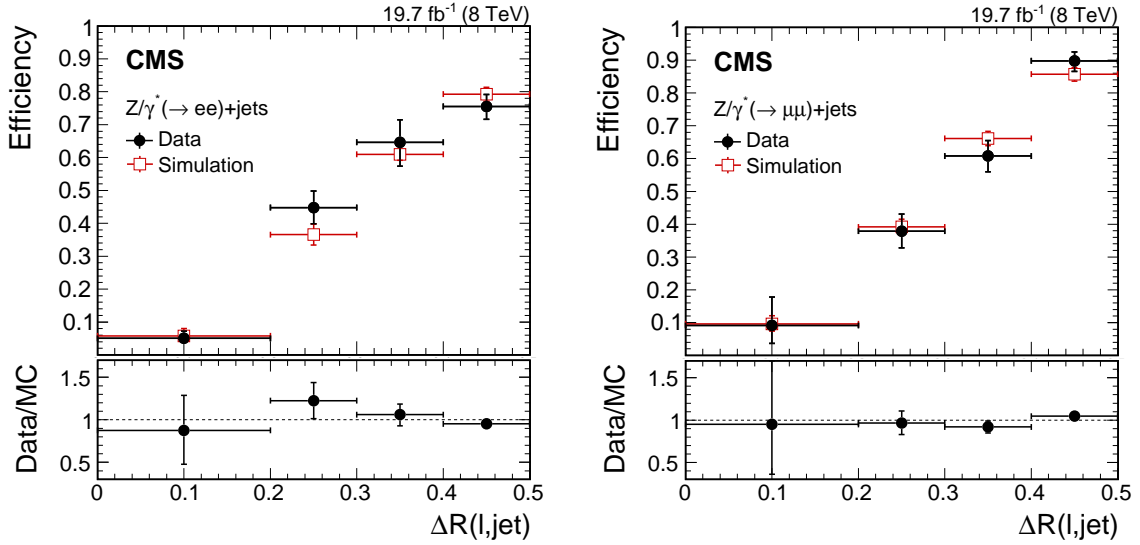 19.7 fb⁻¹ (8 TeV)
Efficiency
1
0.9
0.8
0.7
0.6
0.5
0.4
0.3
0.2
0.1
CMS
Z/γ*(→ ee)+jets
Data
Simulation
Data/MC
1.5
1
0.5
0 0.1 0.2 0.3 0.4 0.5
ΔR(l,jet)
19.7 fb⁻¹ (8 TeV)
Efficiency
1
0.9
0.8
0.7
0.6
0.5
0.4
0.3
0.2
0.1
CMS
Z/γ*(→ μμ)+jets
Data
Simulation
Data/MC
1.5
1
0.5
0 0.1 0.2 0.3 0.4 0.5
ΔR(l,jet)